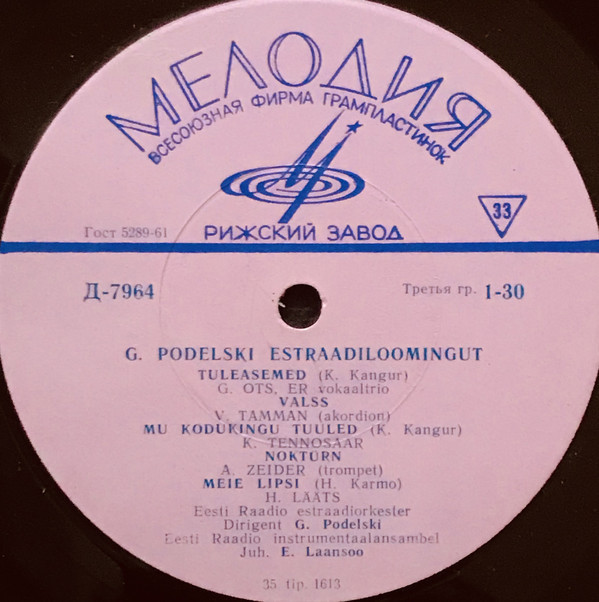 МЕЛОДИЯ
ВСЕСОЮЗНАЯ ФИРМА ГРАМПЛАСТИНОК
33
Гост 5289-61
РИЖСКИЙ ЗАВОД
Д-7964
Третья гр. 1-30
G. PODELSKI ESTRAADILOOMINGUT
TULEASEMED (K. Kangur)
G. OTS, ER vokaaltrio
VALSS
V. TAMMAN (akordion)
MU KODUKINGU TUULED (K. Kangur)
K. TENNOSAAR
NOKTÜRN
A. ZEIDER (trompet)
MEIE LIPSI (H. Karmo)
H. LÄÄTS
Eesti Raadio estraadiorkester
Dirigent G. Podelski
Eesti Raadio instrumentaalansambel
Juh. E. Laansoo
35 tip. 1613